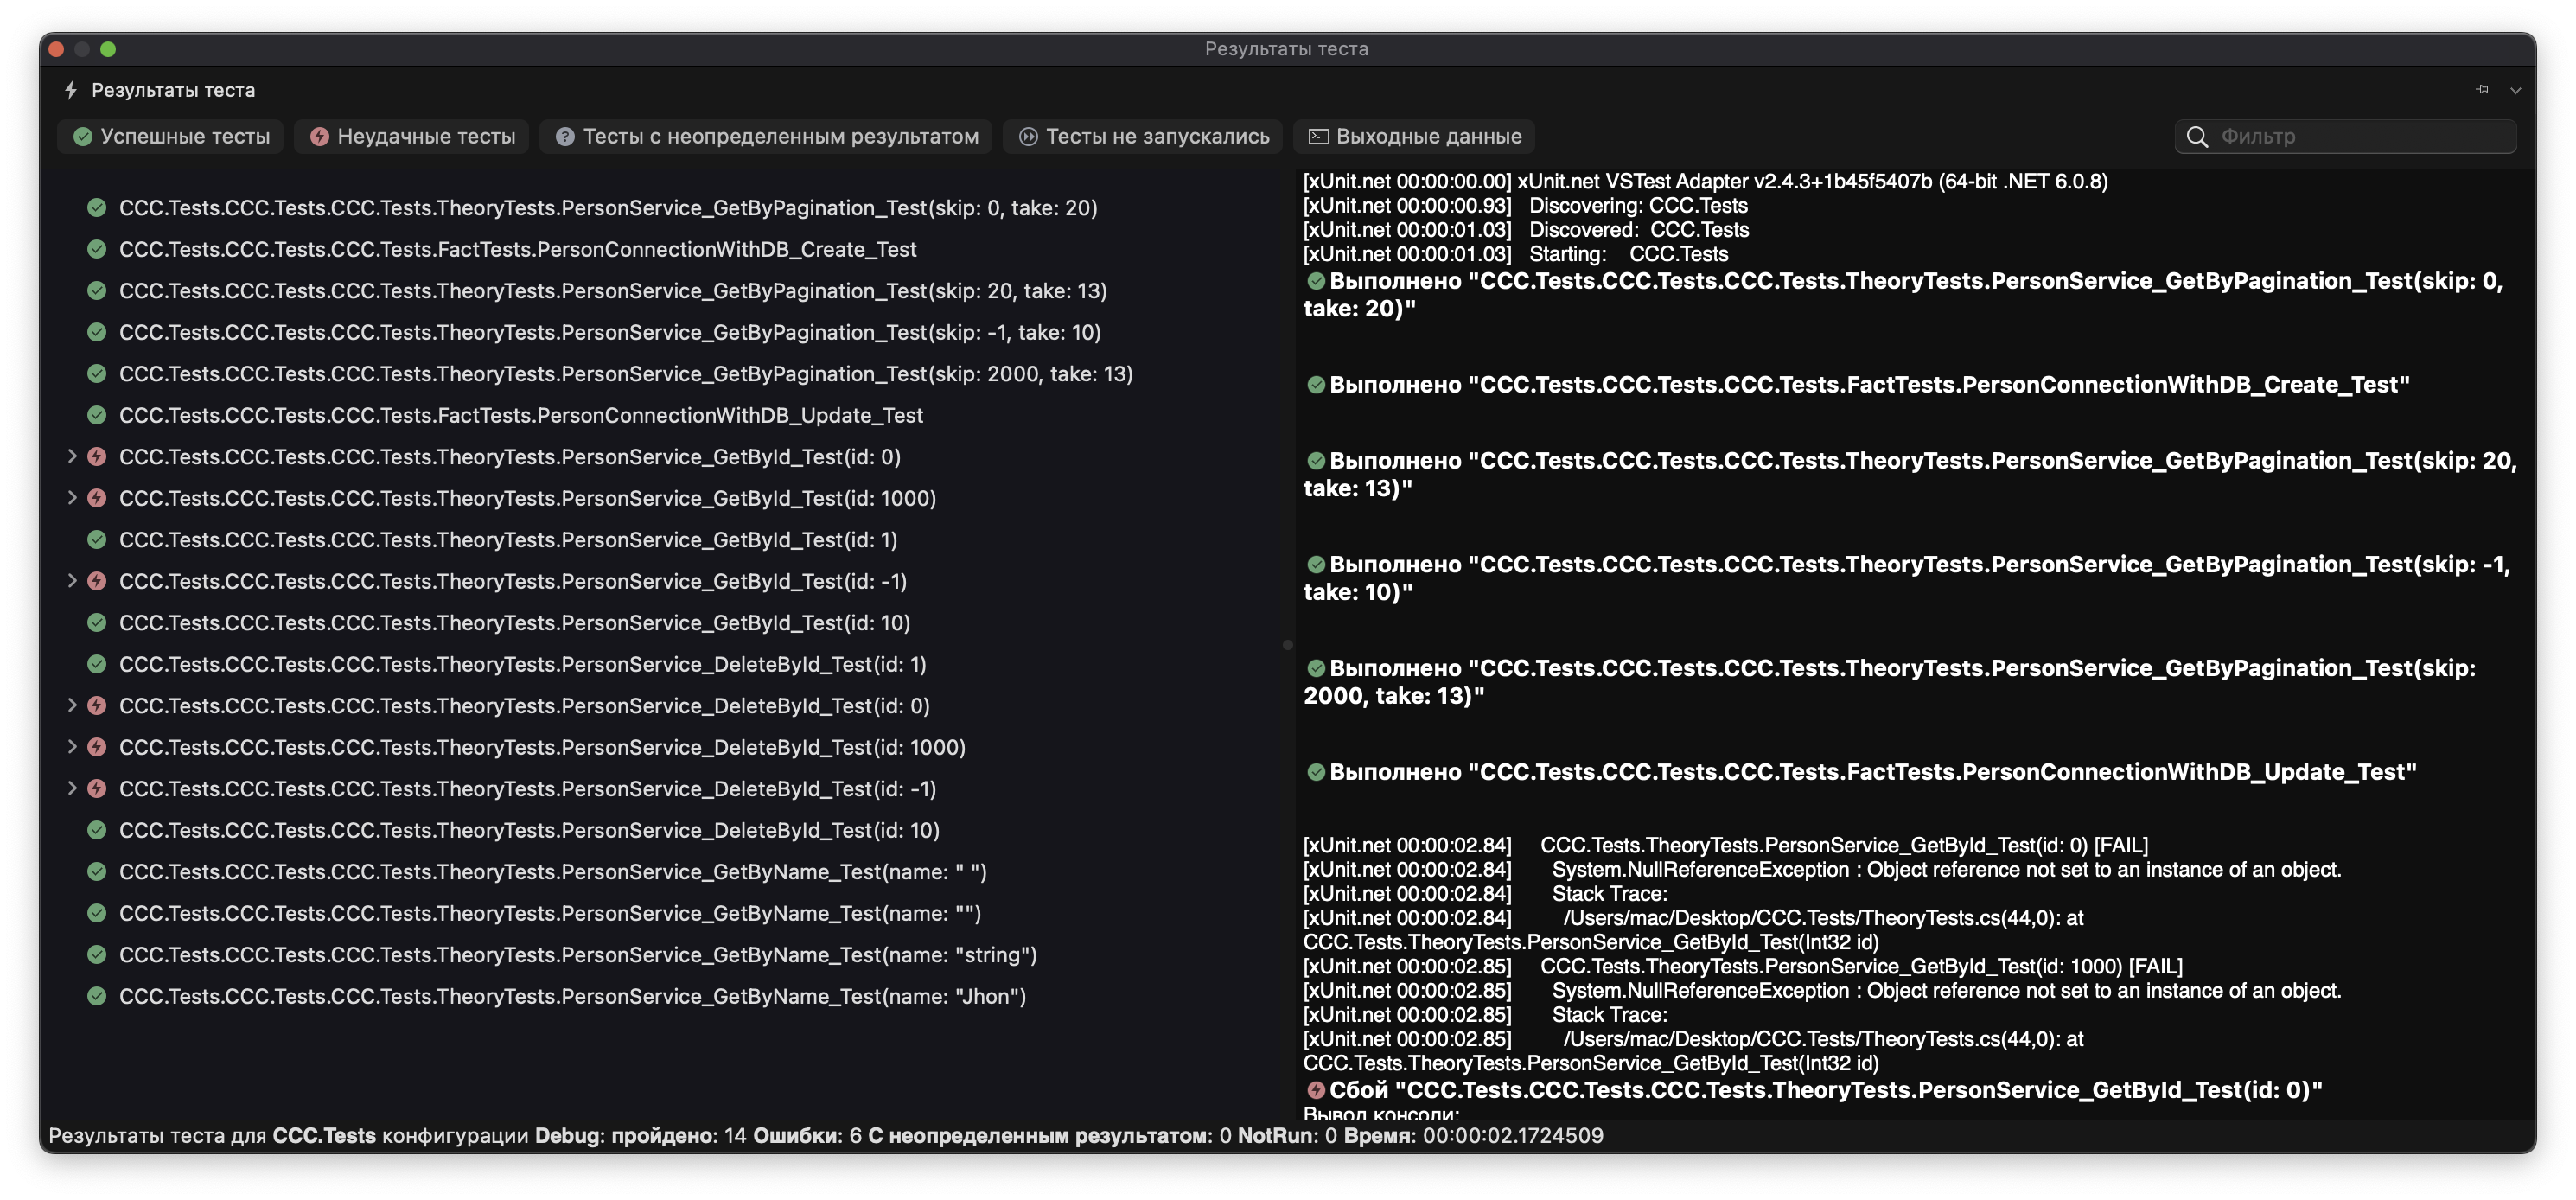 Результаты теста
Результаты теста
Успешные тесты
Неудачные тесты
Тесты с неопределенным результатом
Тесты не запускались
Выходные данные
Фильтр
CCC.Tests.CCC.Tests.CCC.Tests.TheoryTests.PersonService_GetByPagination_Test(skip: 0, take: 20)
CCC.Tests.CCC.Tests.CCC.Tests.FactTests.PersonConnectionWithDB_Create_Test
CCC.Tests.CCC.Tests.CCC.Tests.TheoryTests.PersonService_GetByPagination_Test(skip: 20, take: 13)
CCC.Tests.CCC.Tests.CCC.Tests.TheoryTests.PersonService_GetByPagination_Test(skip: -1, take: 10)
CCC.Tests.CCC.Tests.CCC.Tests.TheoryTests.PersonService_GetByPagination_Test(skip: 2000, take: 13)
CCC.Tests.CCC.Tests.CCC.Tests.FactTests.PersonConnectionWithDB_Update_Test
CCC.Tests.CCC.Tests.CCC.Tests.TheoryTests.PersonService_GetById_Test(id: 0)
CCC.Tests.CCC.Tests.CCC.Tests.TheoryTests.PersonService_GetById_Test(id: 1000)
CCC.Tests.CCC.Tests.CCC.Tests.TheoryTests.PersonService_GetById_Test(id: 1)
CCC.Tests.CCC.Tests.CCC.Tests.TheoryTests.PersonService_GetById_Test(id: -1)
CCC.Tests.CCC.Tests.CCC.Tests.TheoryTests.PersonService_GetById_Test(id: 10)
CCC.Tests.CCC.Tests.CCC.Tests.TheoryTests.PersonService_DeleteById_Test(id: 1)
CCC.Tests.CCC.Tests.CCC.Tests.TheoryTests.PersonService_DeleteById_Test(id: 0)
CCC.Tests.CCC.Tests.CCC.Tests.TheoryTests.PersonService_DeleteById_Test(id: 1000)
CCC.Tests.CCC.Tests.CCC.Tests.TheoryTests.PersonService_DeleteById_Test(id: -1)
CCC.Tests.CCC.Tests.CCC.Tests.TheoryTests.PersonService_DeleteById_Test(id: 10)
CCC.Tests.CCC.Tests.CCC.Tests.TheoryTests.PersonService_GetByName_Test(name: " ")
CCC.Tests.CCC.Tests.CCC.Tests.TheoryTests.PersonService_GetByName_Test(name: "")
CCC.Tests.CCC.Tests.CCC.Tests.TheoryTests.PersonService_GetByName_Test(name: "string")
CCC.Tests.CCC.Tests.CCC.Tests.TheoryTests.PersonService_GetByName_Test(name: "Jhon")
[xUnit.net 00:00:00.00] xUnit.net VSTest Adapter v2.4.3+1b45f5407b (64-bit .NET 6.0.8)
[xUnit.net 00:00:00.93] Discovering: CCC.Tests
[xUnit.net 00:00:01.03] Discovered: CCC.Tests
[xUnit.net 00:00:01.03] Starting: CCC.Tests
Выполнено "CCC.Tests.CCC.Tests.CCC.Tests.TheoryTests.PersonService_GetByPagination_Test(skip: 0,
take: 20)"
Выполнено "CCC.Tests.CCC.Tests.CCC.Tests.FactTests.PersonConnectionWithDB_Create_Test"
Выполнено "CCC.Tests.CCC.Tests.CCC.Tests.TheoryTests.PersonService_GetByPagination_Test(skip: 20,
take: 13)"
Выполнено "CCC.Tests.CCC.Tests.CCC.Tests.TheoryTests.PersonService_GetByPagination_Test(skip: -1,
take: 10)"
Выполнено "CCC.Tests.CCC.Tests.CCC.Tests.TheoryTests.PersonService_GetByPagination_Test(skip:
2000, take: 13)"
Выполнено "CCC.Tests.CCC.Tests.CCC.Tests.FactTests.PersonConnectionWithDB_Update_Test"
[xUnit.net 00:00:02.84] CCC.Tests.TheoryTests.PersonService_GetById_Test(id: 0) [FAIL]
[xUnit.net 00:00:02.84] System.NullReferenceException : Object reference not set to an instance of an object.
[xUnit.net 00:00:02.84] Stack Trace:
[xUnit.net 00:00:02.84] /Users/mac/Desktop/CCC.Tests/TheoryTests.cs(44,0): at
CCC.Tests.TheoryTests.PersonService_GetById_Test(Int32 id)
[xUnit.net 00:00:02.85] CCC.Tests.TheoryTests.PersonService_GetById_Test(id: 1000) [FAIL]
[xUnit.net 00:00:02.85] System.NullReferenceException : Object reference not set to an instance of an object.
[xUnit.net 00:00:02.85] Stack Trace:
[xUnit.net 00:00:02.85] /Users/mac/Desktop/CCC.Tests/TheoryTests.cs(44,0): at
CCC.Tests.TheoryTests.PersonService_GetById_Test(Int32 id)
Сбой "CCC.Tests.CCC.Tests.CCC.Tests.TheoryTests.PersonService_GetById_Test(id: 0)"
Вывод консоли:
Результаты теста для CCC.Tests конфигурации Debug: пройдено: 14 Ошибки: 6 С неопределенным результатом: 0 NotRun: 0 Время: 00:00:02.1724509